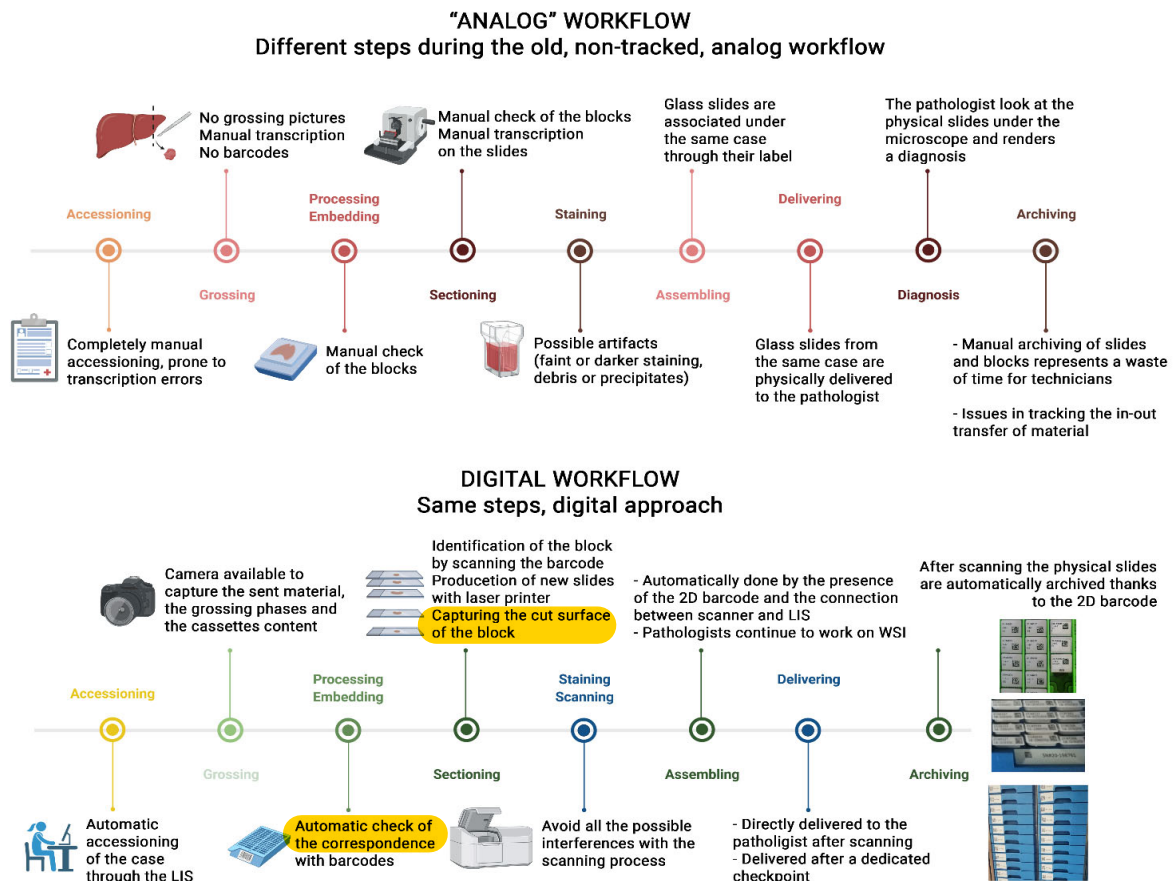 “ANALOG” WORKFLOW
Different steps during the old, non-tracked, analog workflow
No grossing pictures
Manual transcription
No barcodes
Manual check of the blocks
Manual transcription
on the slides
Glass slides are
associated under
the same case
through their label
The pathologist look at the
physical slides under the
microscope and renders
a diagnosis
Accessioning
Grossing
Processing
Embedding
Sectioning
Staining
Assembling
Delivering
Diagnosis
Archiving
Completely manual
accessioning, prone to
transcription errors
Manual check
of the blocks
Possible artifacts
(faint or darker staining,
debris or precipitates)
Glass slides from
the same case are
physically delivered
to the pathologist
- Manual archiving of slides
and blocks represents a waste
of time for technicians
- Issues in tracking the in-out
transfer of material
DIGITAL WORKFLOW
Same steps, digital approach
Camera available to
capture the sent material,
the grossing phases and
the cassettes content
Identification of the block
by scanning the barcode
Producetion of new slides
with laser printer
Capturing the cut surface
of the block
- Automatically done by the presence
of the 2D barcode and the connection
between scanner and LIS
- Pathologists continue to work on WSI
After scanning the physical slides
are automatically archived thanks
to the 2D barcode
Accessioning
Grossing
Processing
Embedding
Sectioning
Staining
Scanning
Assembling
Delivering
Archiving
Automatic
accessioning
of the case
through the LIS
Automatic check of
the correspondence
with barcodes
Avoid all the possible
interferences with the
scanning process
- Directly delivered to the
patholigist after scanning
- Delivered after a dedicated
checkpoint